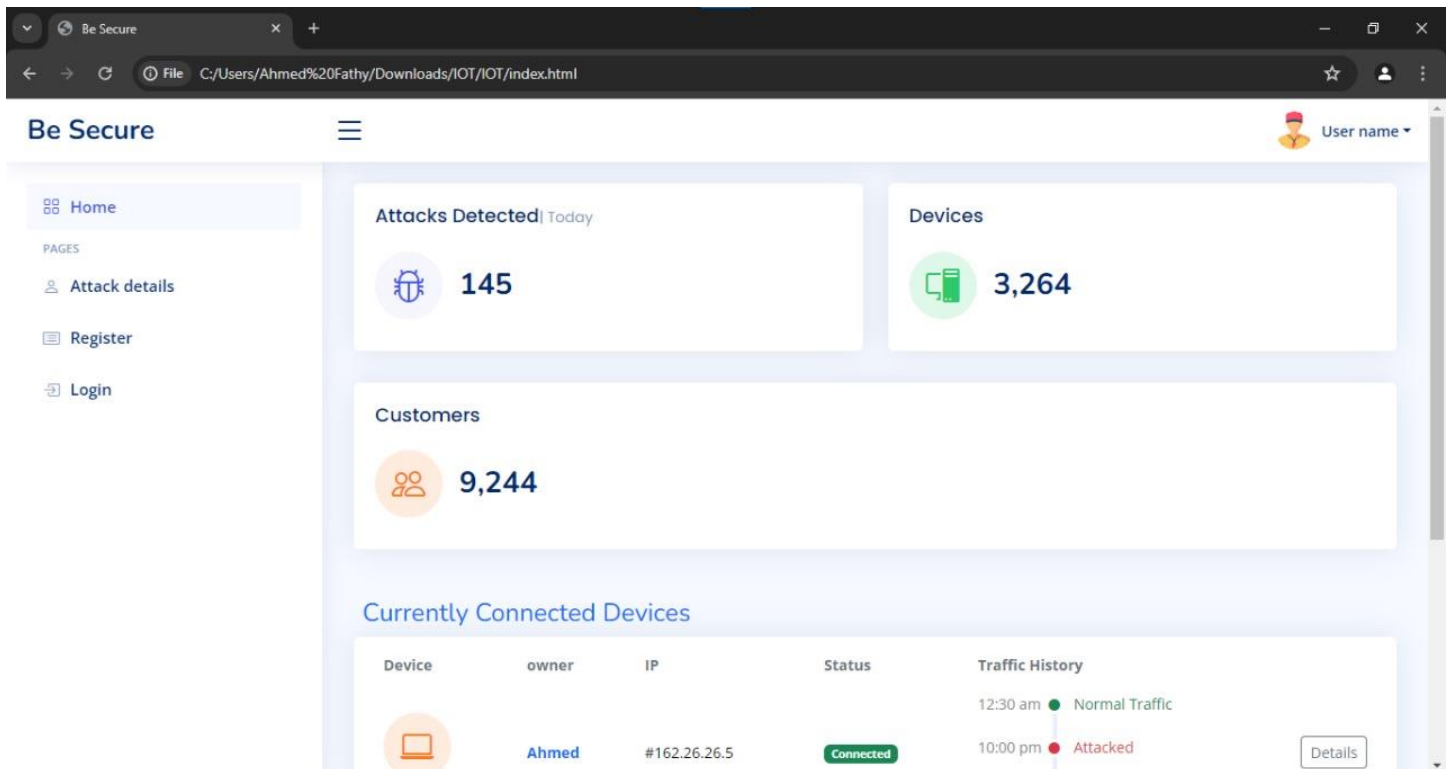 Be Secure
File C:/Users/Ahmed%20Fathy/Downloads/IOT/IOT/index.html
Be Secure
User name
Home
PAGES
Attack details
Register
Login
Attacks Detected| Today
145
Devices
3,264
Customers
9,244
Currently Connected Devices
Device owner IP Status Traffic History
12:30 am Normal Traffic
Ahmed #162.26.26.5 Connected 10:00 pm Attacked Details